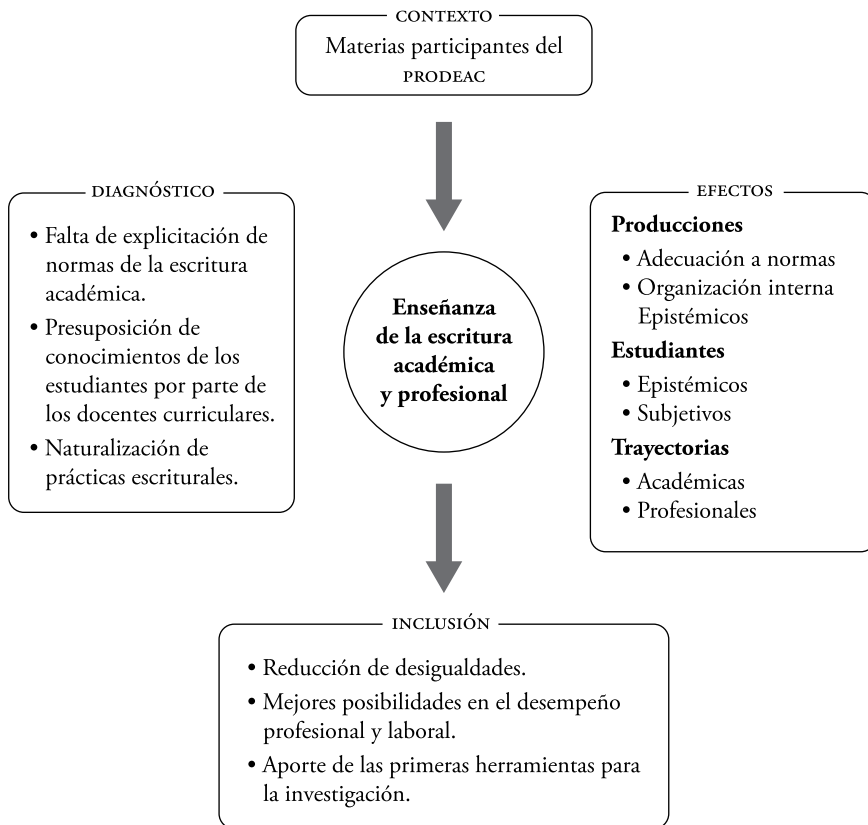 CONTEXTO
Materias participantes del
PRODEAC
DIAGNÓSTICO
• Falta de explicitación de
normas de la escritura
académica.
• Presuposición de
conocimientos de los
estudiantes por parte de
los docentes curriculares.
• Naturalización de
prácticas escriturales.
Enseñanza
de la escritura
académica
y profesional
EFECTOS
Producciones
• Adecuación a normas
• Organización interna
Epistémicos
Estudiantes
• Epistémicos
• Subjetivos
Trayectorias
• Académicas
• Profesionales
INCLUSIÓN
• Reducción de desigualdades.
• Mejores posibilidades en el desempeño
profesional y laboral.
• Aporte de las primeras herramientas para
la investigación.